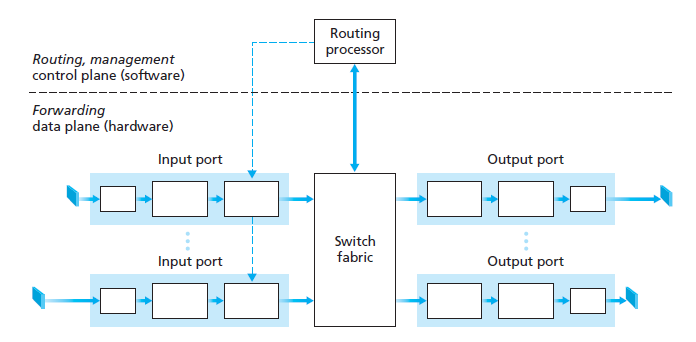 Routing
processor
Routing, management
control plane (software)
Forwarding
data plane (hardware)
Input port
Output port
Switch
fabric
Input port
Output port